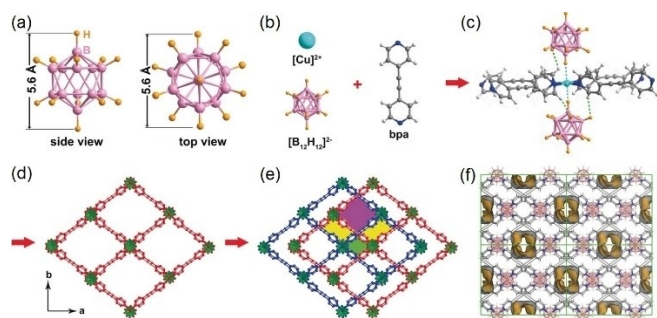 (a)
H
B
5.6 Å
5.6 Å
side view
top view
(b)
[Cu]²⁺
+
[B₁₂H₁₂]²⁻
bpa
(c)
(d)
b
a
(e)
(f)